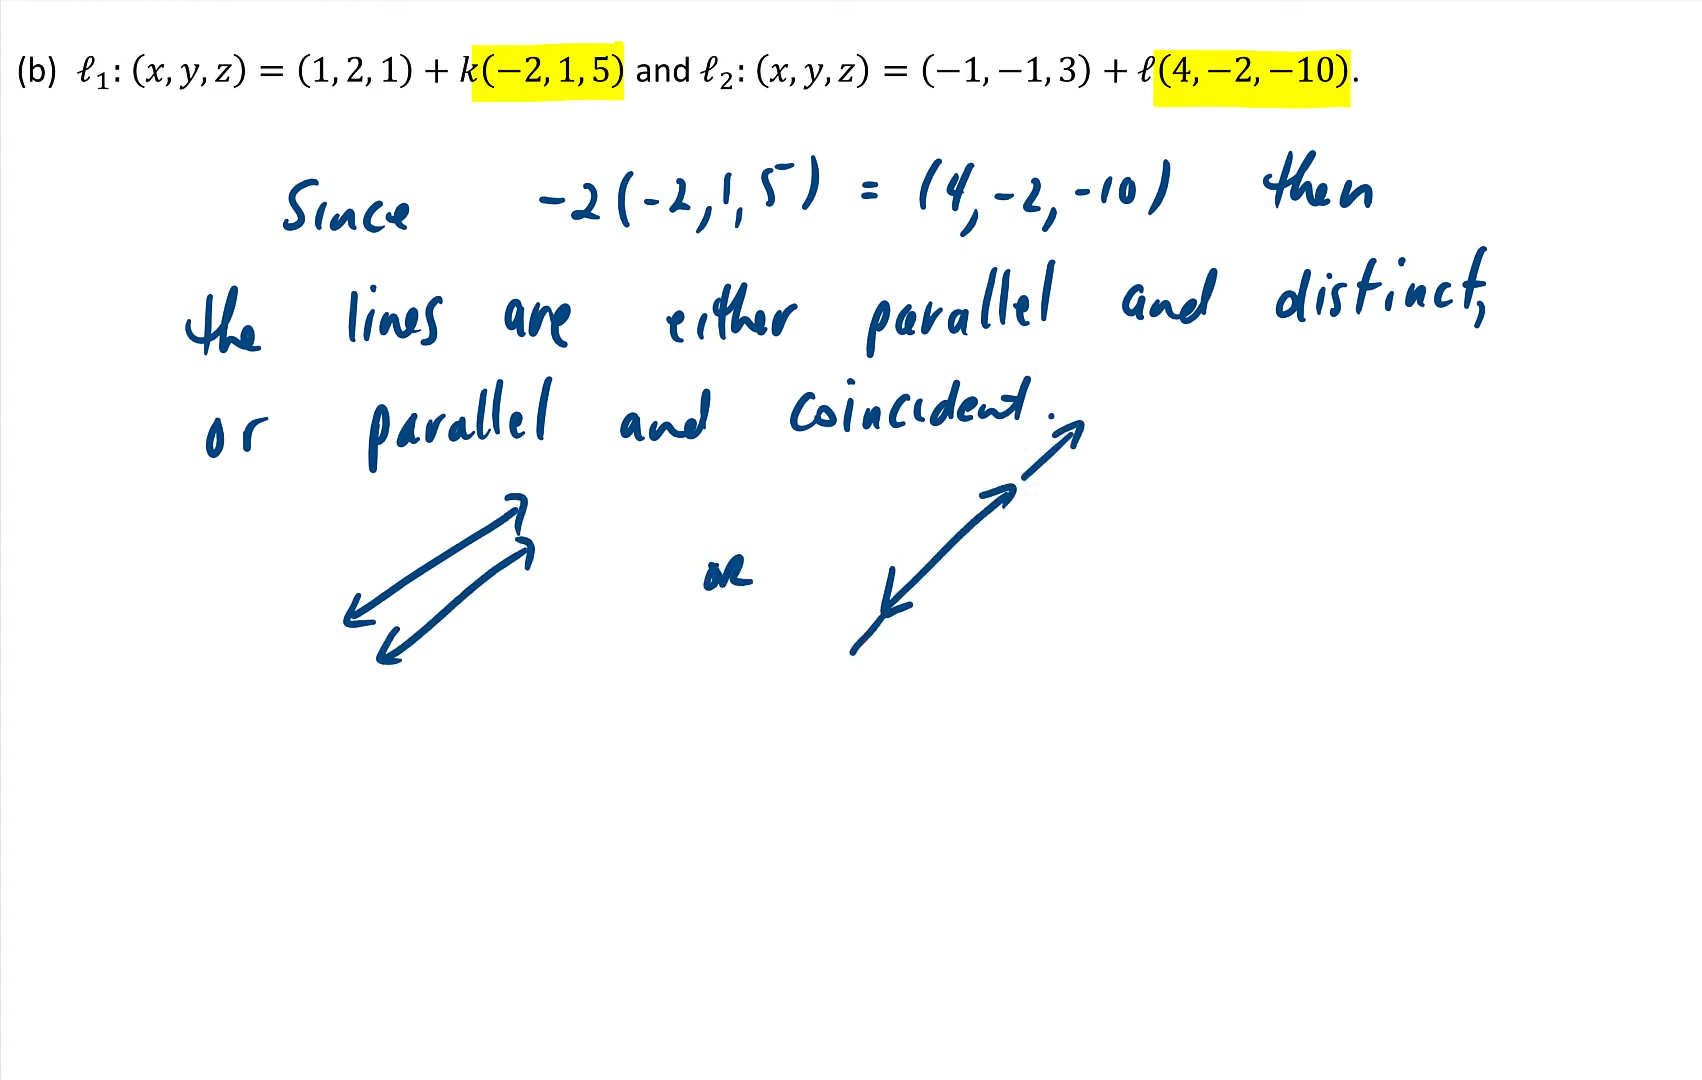 (b) ℓ₁: (x, y, z) = (1, 2, 1) + k(−2, 1, 5) and ℓ₂: (x, y, z) = (−1, −1, 3) + ℓ(4, −2, −10).
Since -2(-2,1,5) = (4,-2,-10) then
the lines are either parallel and distinct,
or parallel and coincident.
or